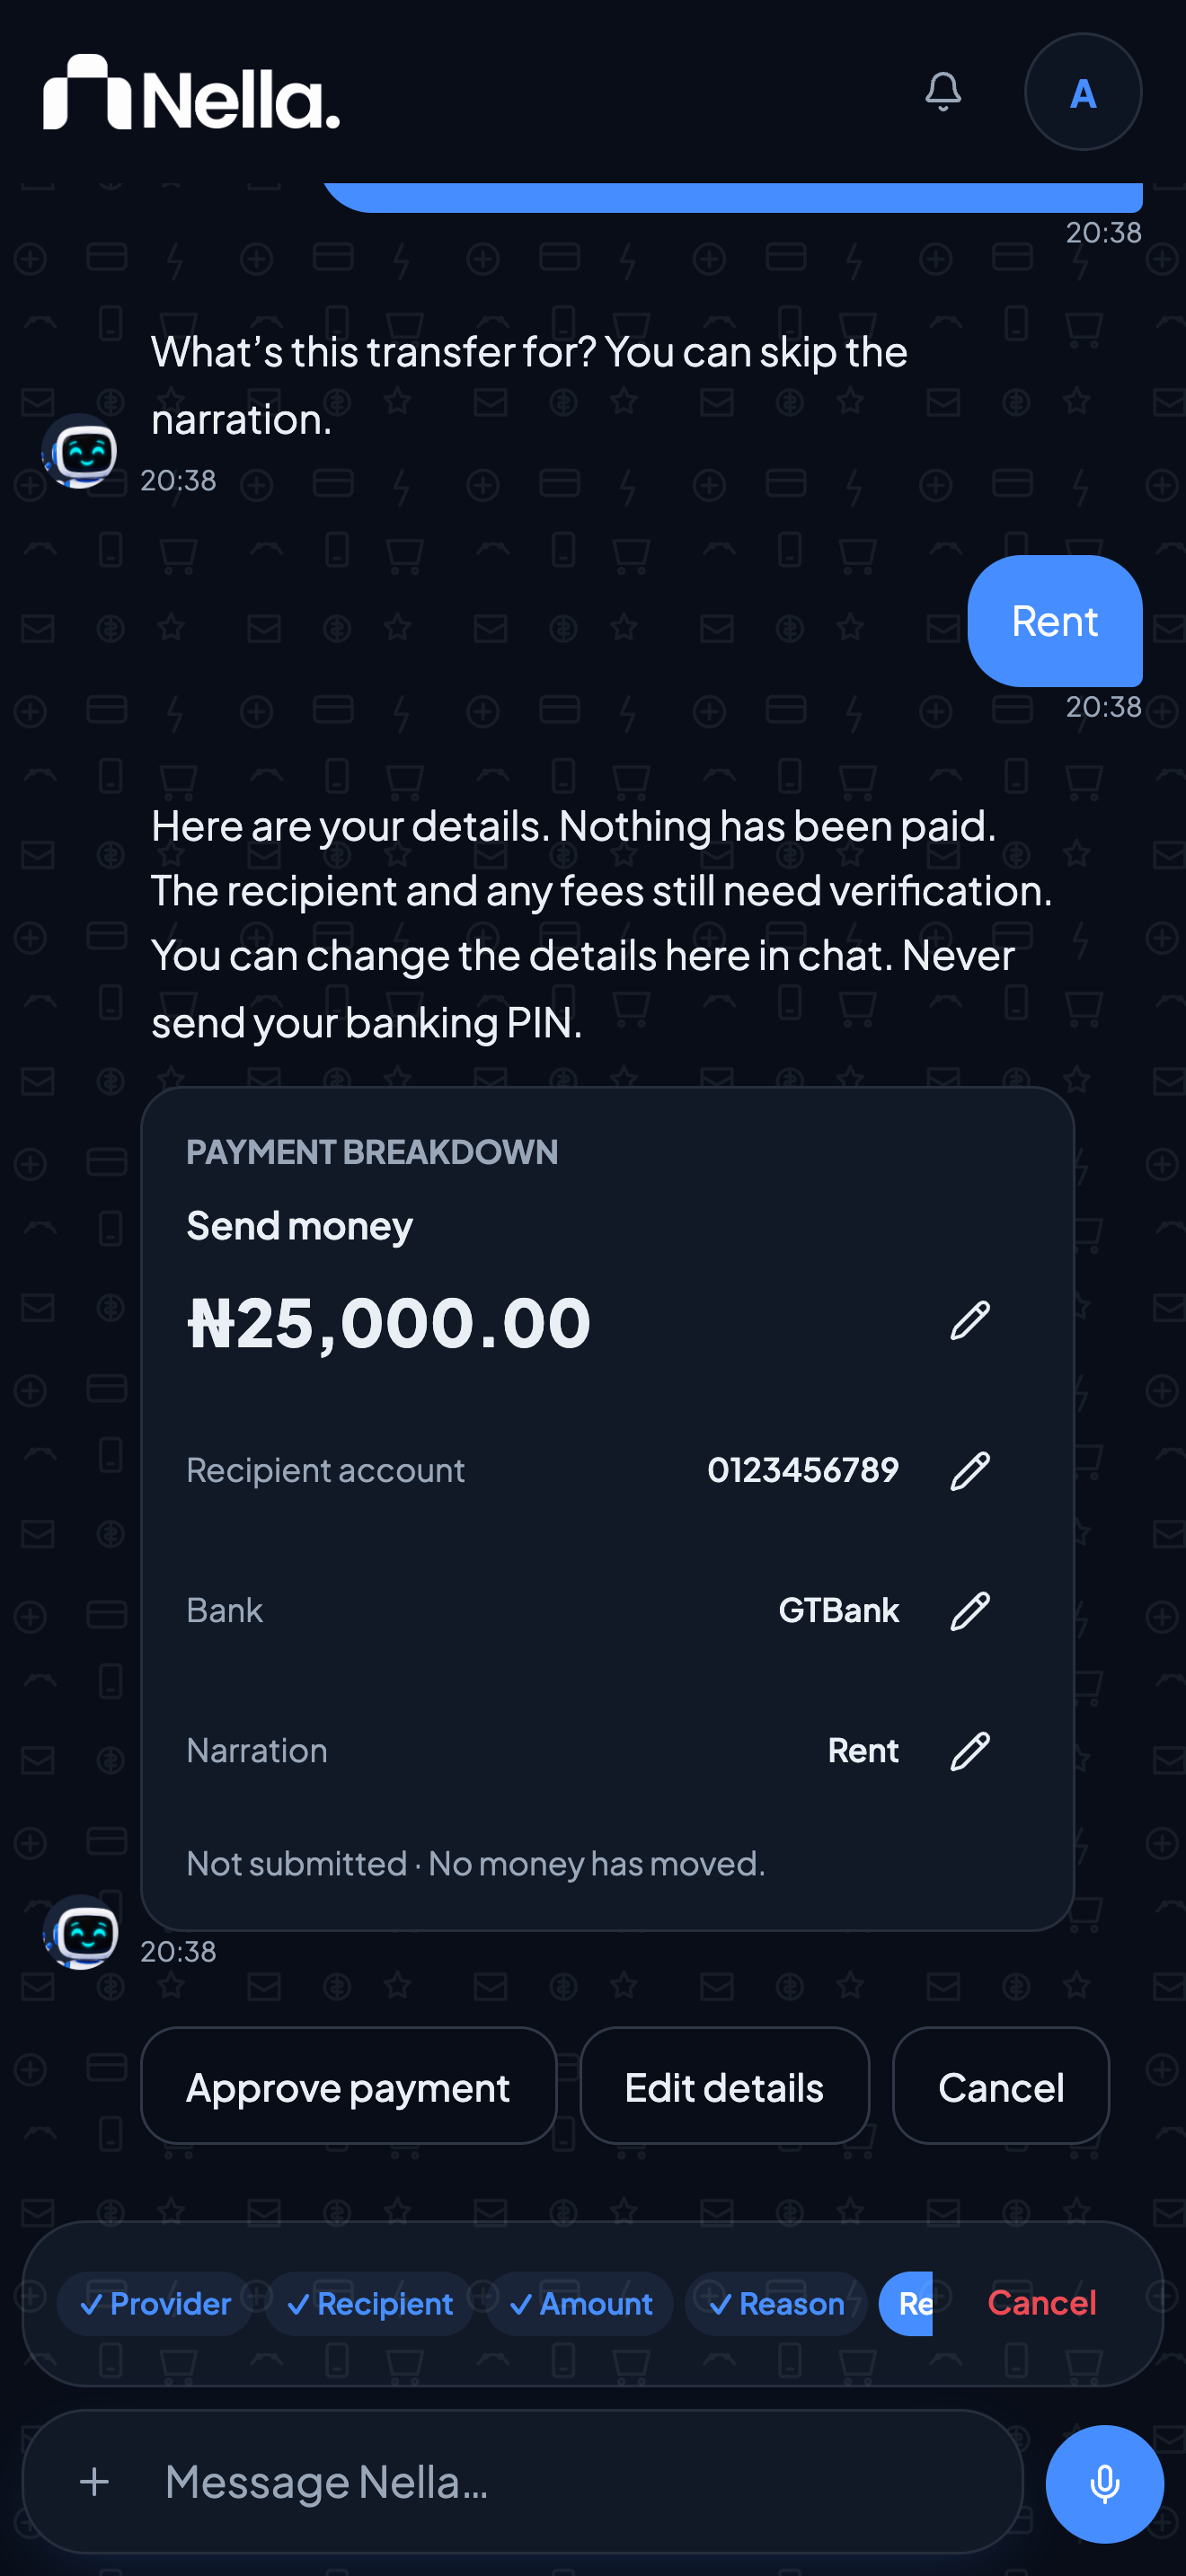 Nella.
A
20:38
What’s this transfer for? You can skip the
narration.
20:38
Rent
20:38
Here are your details. Nothing has been paid.
The recipient and any fees still need verification.
You can change the details here in chat. Never
send your banking PIN.
PAYMENT BREAKDOWN
Send money
₦25,000.00
Recipient account 0123456789
Bank GTBank
Narration Rent
Not submitted · No money has moved.
20:38
Approve payment Edit details Cancel
✓ Provider ✓ Recipient ✓ Amount ✓ Reason Re Cancel
+ Message Nella...